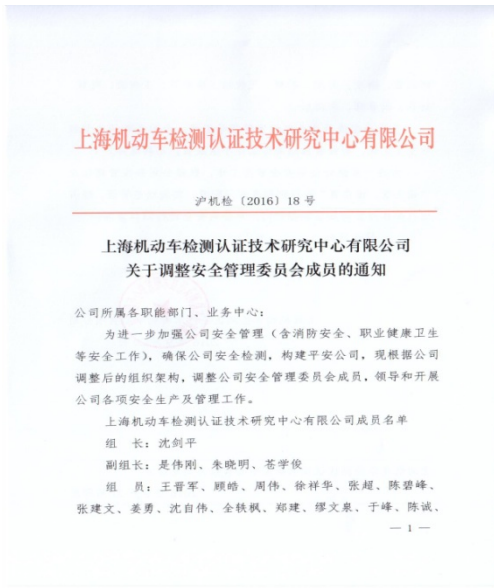 上海机动车检测认证技术研究中心有限公司
沪机检〔2016〕18号
上海机动车检测认证技术研究中心有限公司
关于调整安全管理委员会成员的通知
公司所属各职能部门、业务中心：
为进一步加强公司安全管理（含消防安全、职业健康卫生
等安全工作），确保公司安全检测，构建平安公司，现根据公司
调整后的组织架构，调整公司安全管理委员会成员，领导和开展
公司各项安全生产及管理工作。
上海机动车检测认证技术研究中心有限公司成员名单
组　长：沈剑平
副组长：是伟刚、朱晓明、苍学俊
组　员：王晋军、顾皓、周伟、徐祥华、张超、陈碧峰、
张建文、姜勇、沈自伟、全轶枫、郑建、缪文泉、于峰、陈诚、
— 1 —